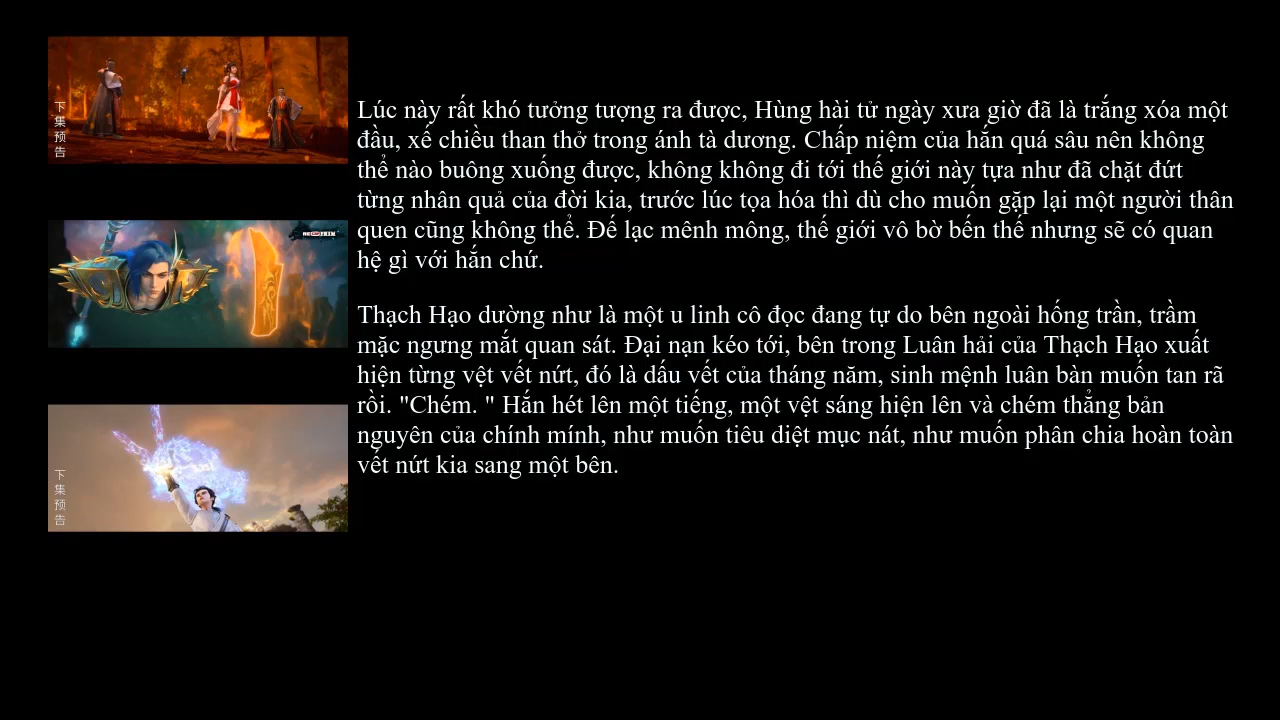 下集预告
下集预告
Lúc này rất khó tưởng tượng ra được, Hùng hài tử ngày xưa giờ đã là trắng xóa một
đầu, xế chiều than thở trong ánh tà dương. Chấp niệm của hắn quá sâu nên không
thể nào buông xuống được, không không đi tới thế giới này tựa như đã chặt đứt
từng nhân quả của đời kia, trước lúc tọa hóa thì dù cho muốn gặp lại một người thân
quen cũng không thể. Đế lạc mênh mông, thế giới vô bờ bến thế nhưng sẽ có quan
hệ gì với hắn chứ.
Thạch Hạo dường như là một u linh cô đọc đang tự do bên ngoài hống trần, trầm
mặc ngưng mắt quan sát. Đại nạn kéo tới, bên trong Luân hải của Thạch Hạo xuất
hiện từng vệt vết nứt, đó là dấu vết của tháng năm, sinh mệnh luân bàn muốn tan rã
rồi. "Chém. " Hắn hét lên một tiếng, một vệt sáng hiện lên và chém thẳng bản
nguyên của chính mính, như muốn tiêu diệt mục nát, như muốn phân chia hoàn toàn
vết nứt kia sang một bên.